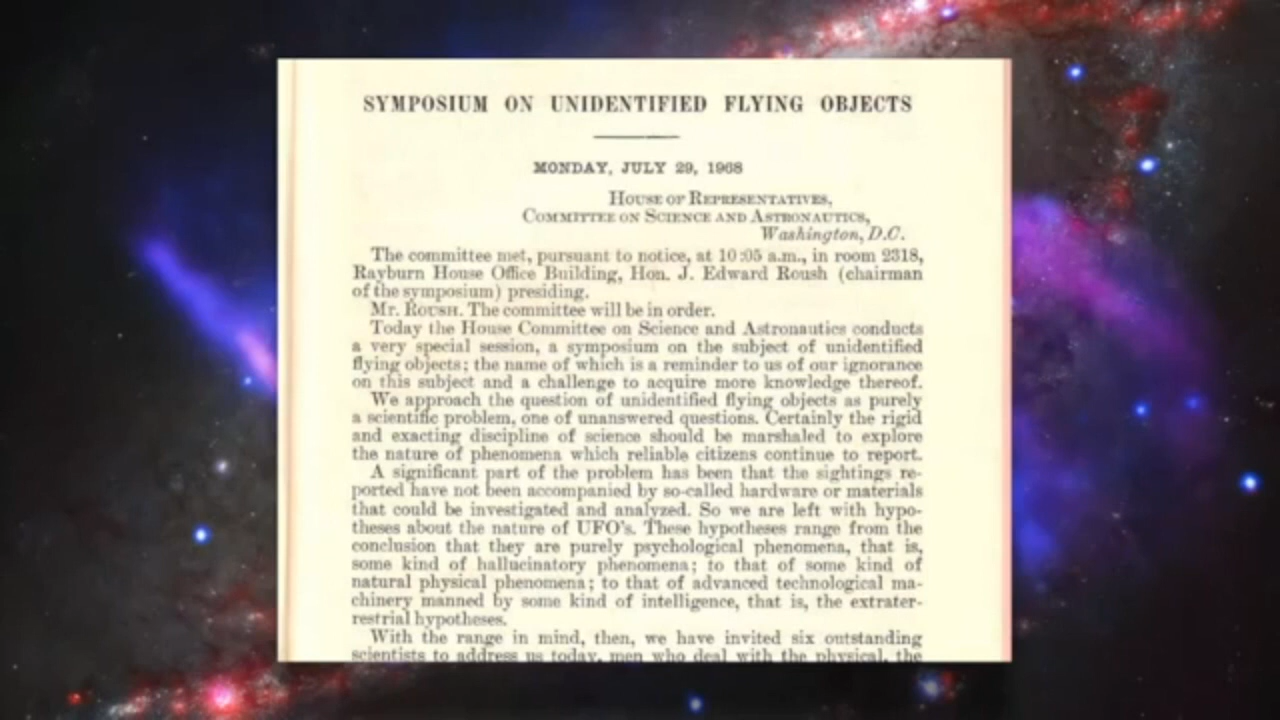 SYMPOSIUM ON UNIDENTIFIED FLYING OBJECTS
MONDAY, JULY 29, 1968
HOUSE OF REPRESENTATIVES,
COMMITTEE ON SCIENCE AND ASTRONAUTICS,
Washington, D.C.
The committee met, pursuant to notice, at 10:05 a.m., in room 2318,
Rayburn House Office Building, Hon. J. Edward Roush (chairman
of the symposium) presiding.
Mr. ROUSH. The committee will be in order.
Today the House Committee on Science and Astronautics conducts
a very special session, a symposium on the subject of unidentified
flying objects; the name of which is a reminder to us of our ignorance
on this subject and a challenge to acquire more knowledge thereof.
We approach the question of unidentified flying objects as purely
a scientific problem, one of unanswered questions. Certainly the rigid
and exacting discipline of science should be marshaled to explore
the nature of phenomena which reliable citizens continue to report.
A significant part of the problem has been that the sightings re-
ported have not been accompanied by so-called hardware or materials
that could be investigated and analyzed. So we are left with hypo-
theses about the nature of UFO's. These hypotheses range from the
conclusion that they are purely psychological phenomena, that is,
some kind of hallucinatory phenomena; to that of some kind of
natural physical phenomena; to that of advanced technological ma-
chinery manned by some kind of intelligence, that is, the extrater-
restrial hypotheses.
With the range in mind, then, we have invited six outstanding
scientists to address us today, men who deal with the physical, the